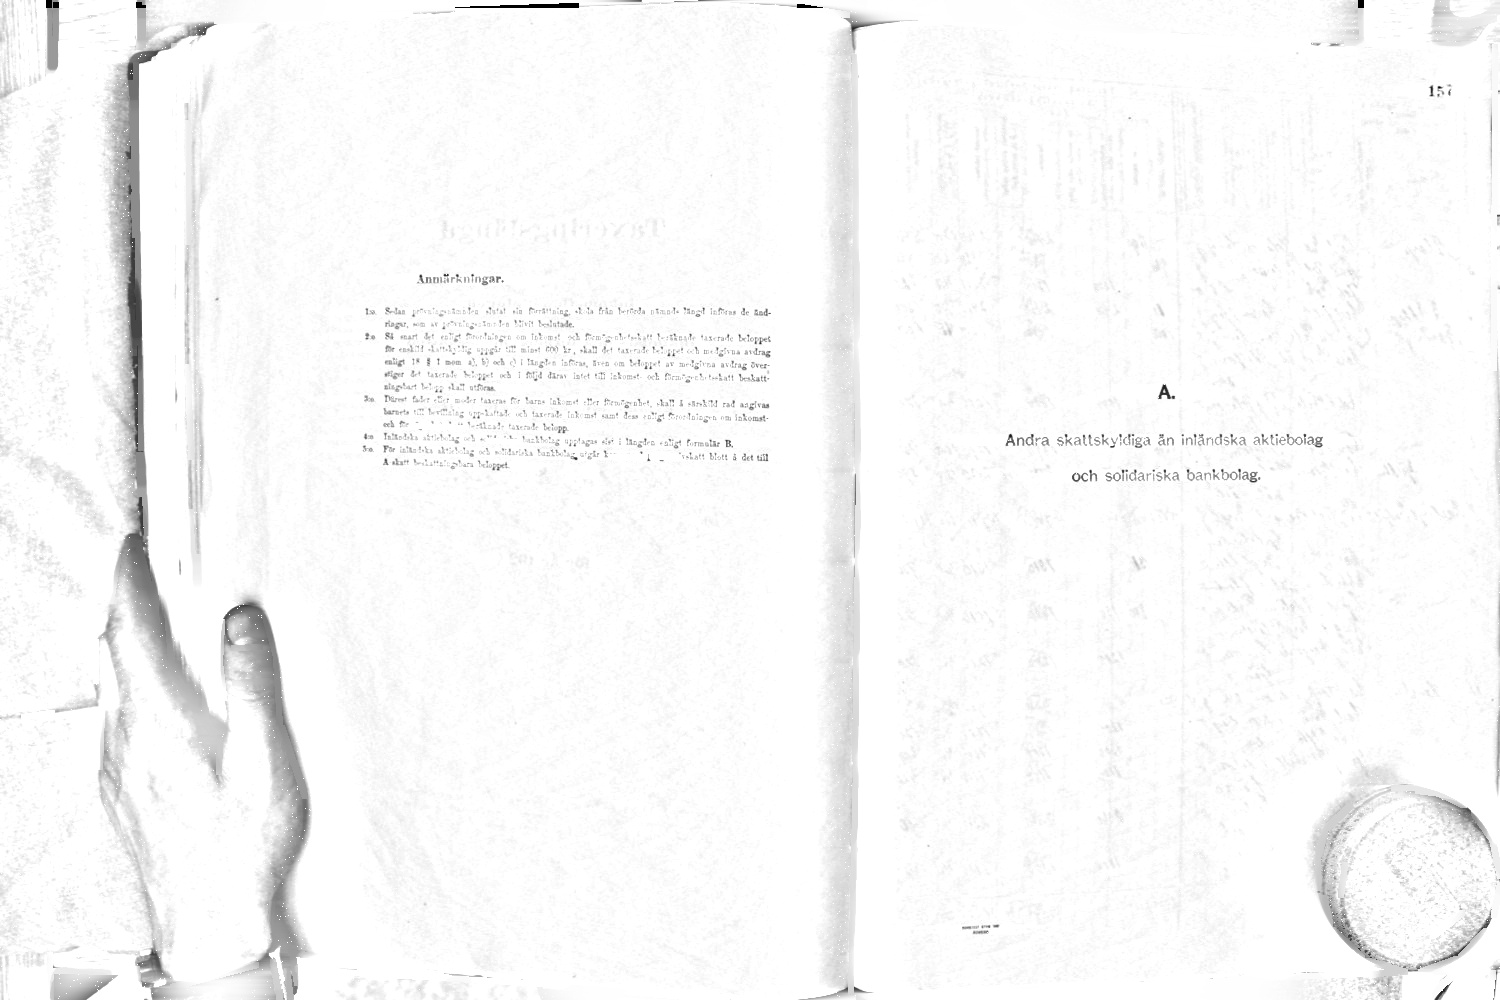 Anmärkningar.
1:o. Sedan prövningsnämnden slutat sin förrättning, skola från berörda nämnds längd införas de änd-
ringar, som av prövningsnämnden blivit beslutade.
2:o Så snart det enligt förordningen om inkomst- och förmögenhetsskatt beräknade taxerade beloppet
för enskild skattskyldig uppgår till minst 600 kr., skall det taxerade beloppet och medgivna avdrag
enligt 18 § 1 mom. a), b) och c) i längden införas, även om beloppet av medgivna avdrag över-
stiger det taxerade beloppet och i följd därav intet till inkomst- och förmögenhetsskatt beskatt-
ningsbart belopp skall utföras.
3:o. Därest fader eller moder taxeras för barns inkomst eller förmögenhet, skall å särskild rad angivas
barnets till bevillning uppskattade och taxerade inkomst samt dess enligt förordningen om inkomst-
och för beräknade taxerade belopp.
4:o Inländska aktiebolag och bankbolag upptagas sist i längden enligt formulär B.
5:o. För inländska aktiebolag och solidariska bankbolag utgår skatt blott å det till
A skatt beskattningsbara beloppet.
157
A.
Andra skattskyldiga än inländska aktiebolag
och solidariska bankbolag.